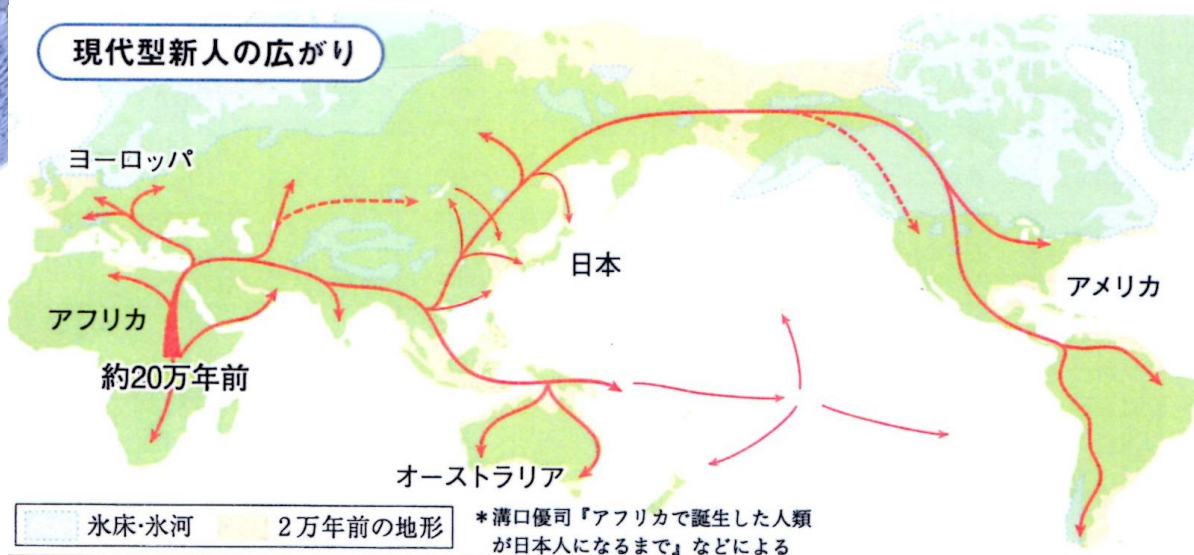 現代型新人の広がり
ヨーロッパ
日本
アメリカ
アフリカ
約20万年前
オーストラリア
氷床・氷河
2万年前の地形
*溝口優司『アフリカで誕生した人類
が日本人になるまで』などによる